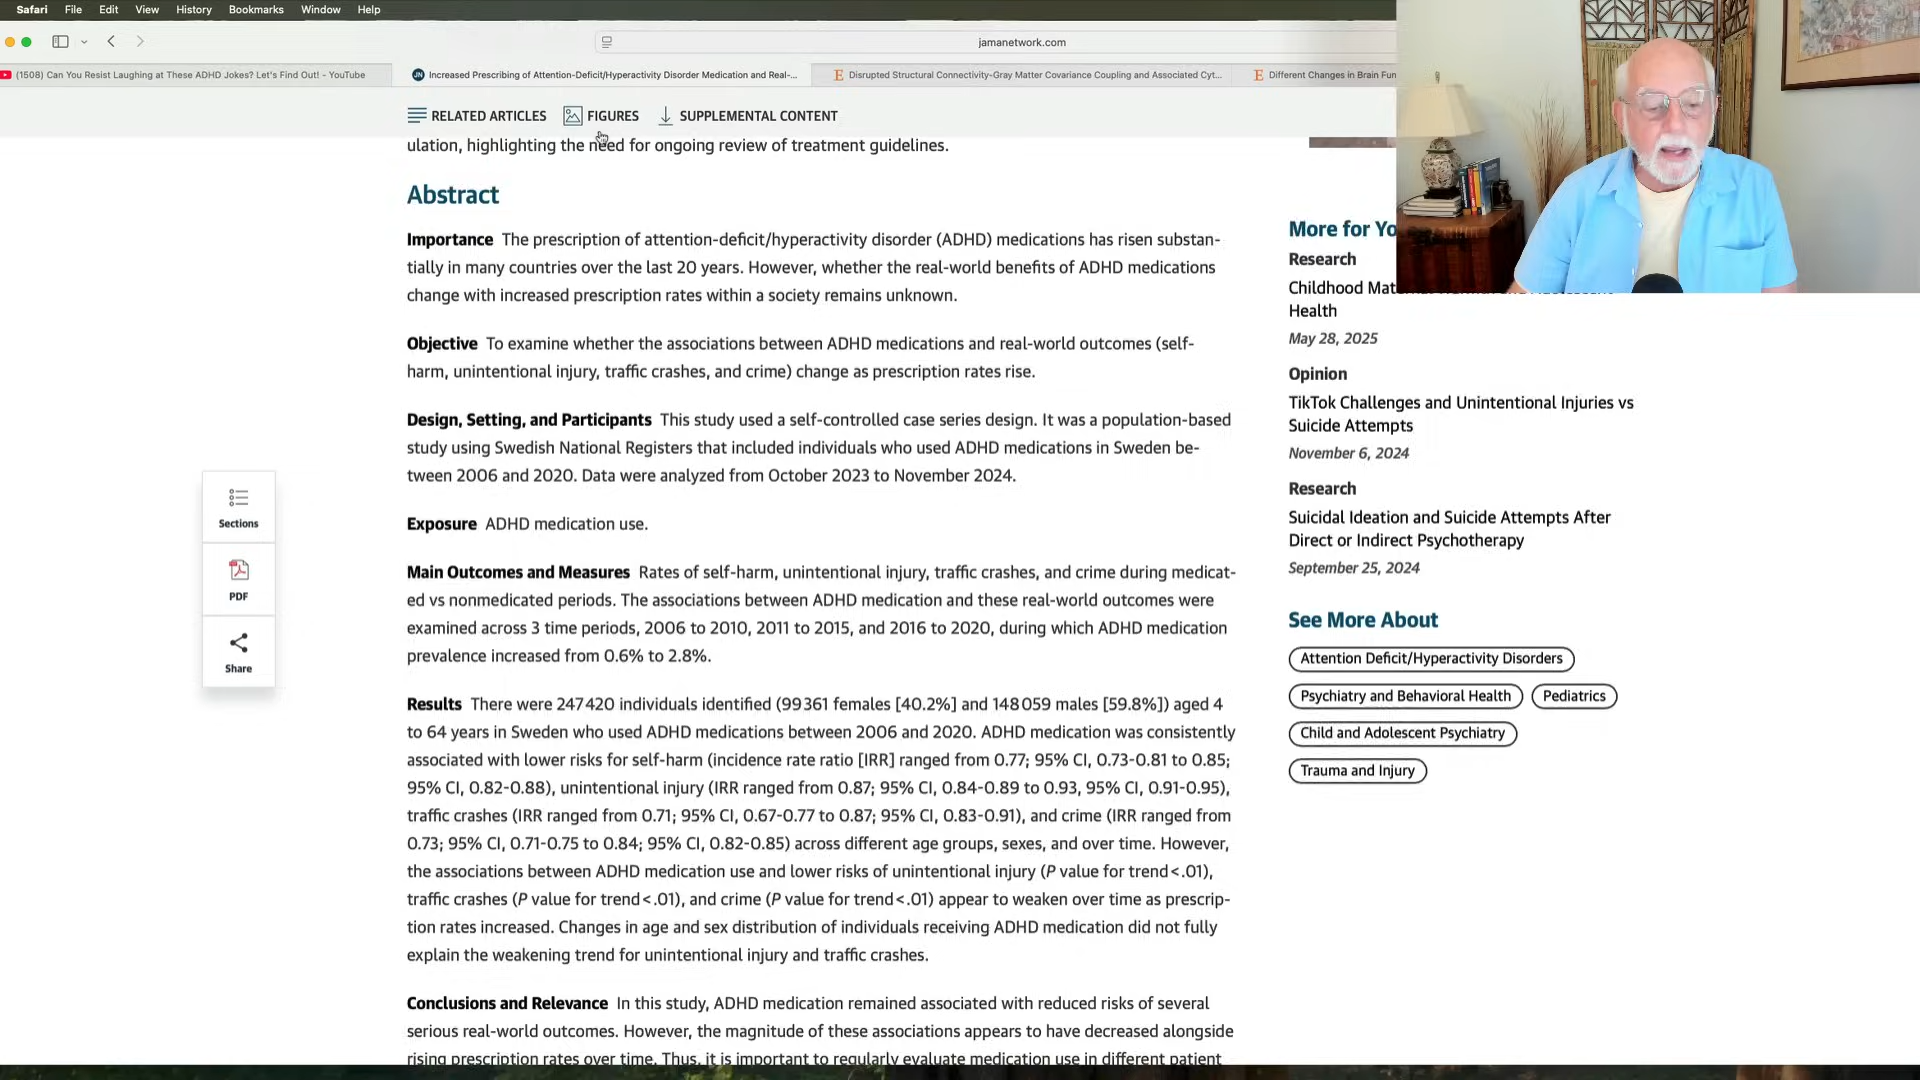 Safari File Edit View History Bookmarks Window Help
jamanetwork.com
(1508) Can You Resist Laughing at These ADHD Jokes? Let's Find Out! - YouTube
JN Increased Prescribing of Attention-Deficit/Hyperactivity Disorder Medication and Real-...
E Disrupted Structural Connectivity-Gray Matter Covariance Coupling and Associated Cyt...
E Different Changes in Brain Fun
RELATED ARTICLES FIGURES SUPPLEMENTAL CONTENT
ulation, highlighting the need for ongoing review of treatment guidelines.
Abstract
Importance The prescription of attention-deficit/hyperactivity disorder (ADHD) medications has risen substan-
tially in many countries over the last 20 years. However, whether the real-world benefits of ADHD medications
change with increased prescription rates within a society remains unknown.
Objective To examine whether the associations between ADHD medications and real-world outcomes (self-
harm, unintentional injury, traffic crashes, and crime) change as prescription rates rise.
Design, Setting, and Participants This study used a self-controlled case series design. It was a population-based
study using Swedish National Registers that included individuals who used ADHD medications in Sweden be-
tween 2006 and 2020. Data were analyzed from October 2023 to November 2024.
Exposure ADHD medication use.
Main Outcomes and Measures Rates of self-harm, unintentional injury, traffic crashes, and crime during medicat-
ed vs nonmedicated periods. The associations between ADHD medication and these real-world outcomes were
examined across 3 time periods, 2006 to 2010, 2011 to 2015, and 2016 to 2020, during which ADHD medication
prevalence increased from 0.6% to 2.8%.
Results There were 247 420 individuals identified (99 361 females [40.2%] and 148 059 males [59.8%]) aged 4
to 64 years in Sweden who used ADHD medications between 2006 and 2020. ADHD medication was consistently
associated with lower risks for self-harm (incidence rate ratio [IRR] ranged from 0.77; 95% CI, 0.73-0.81 to 0.85;
95% CI, 0.82-0.88), unintentional injury (IRR ranged from 0.87; 95% CI, 0.84-0.89 to 0.93, 95% CI, 0.91-0.95),
traffic crashes (IRR ranged from 0.71; 95% CI, 0.67-0.77 to 0.87; 95% CI, 0.83-0.91), and crime (IRR ranged from
0.73; 95% CI, 0.71-0.75 to 0.84; 95% CI, 0.82-0.85) across different age groups, sexes, and over time. However,
the associations between ADHD medication use and lower risks of unintentional injury (P value for trend < .01),
traffic crashes (P value for trend < .01), and crime (P value for trend < .01) appear to weaken over time as prescrip-
tion rates increased. Changes in age and sex distribution of individuals receiving ADHD medication did not fully
explain the weakening trend for unintentional injury and traffic crashes.
Conclusions and Relevance In this study, ADHD medication remained associated with reduced risks of several
serious real-world outcomes. However, the magnitude of these associations appears to have decreased alongside
rising prescription rates over time. Thus, it is important to regularly evaluate medication use in different patient
Sections
PDF
Share
More for Yo
Research
Childhood Mat
Health
May 28, 2025
Opinion
TikTok Challenges and Unintentional Injuries vs
Suicide Attempts
November 6, 2024
Research
Suicidal Ideation and Suicide Attempts After
Direct or Indirect Psychotherapy
September 25, 2024
See More About
Attention Deficit/Hyperactivity Disorders
Psychiatry and Behavioral Health Pediatrics
Child and Adolescent Psychiatry
Trauma and Injury